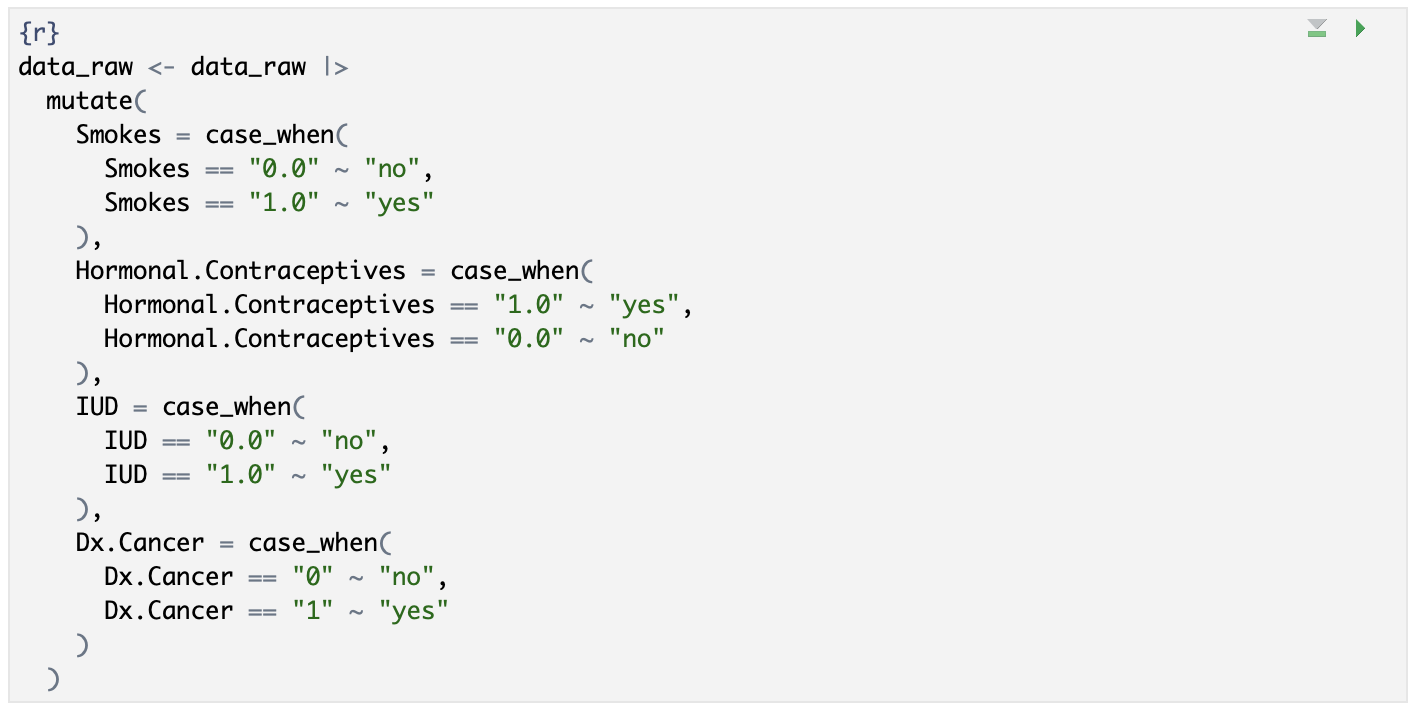 {r}
data_raw <- data_raw |>
  mutate(
    Smokes = case_when(
      Smokes == "0.0" ~ "no",
      Smokes == "1.0" ~ "yes"
    ),
    Hormonal.Contraceptives = case_when(
      Hormonal.Contraceptives == "1.0" ~ "yes",
      Hormonal.Contraceptives == "0.0" ~ "no"
    ),
    IUD = case_when(
      IUD == "0.0" ~ "no",
      IUD == "1.0" ~ "yes"
    ),
    Dx.Cancer = case_when(
      Dx.Cancer == "0" ~ "no",
      Dx.Cancer == "1" ~ "yes"
    )
  )